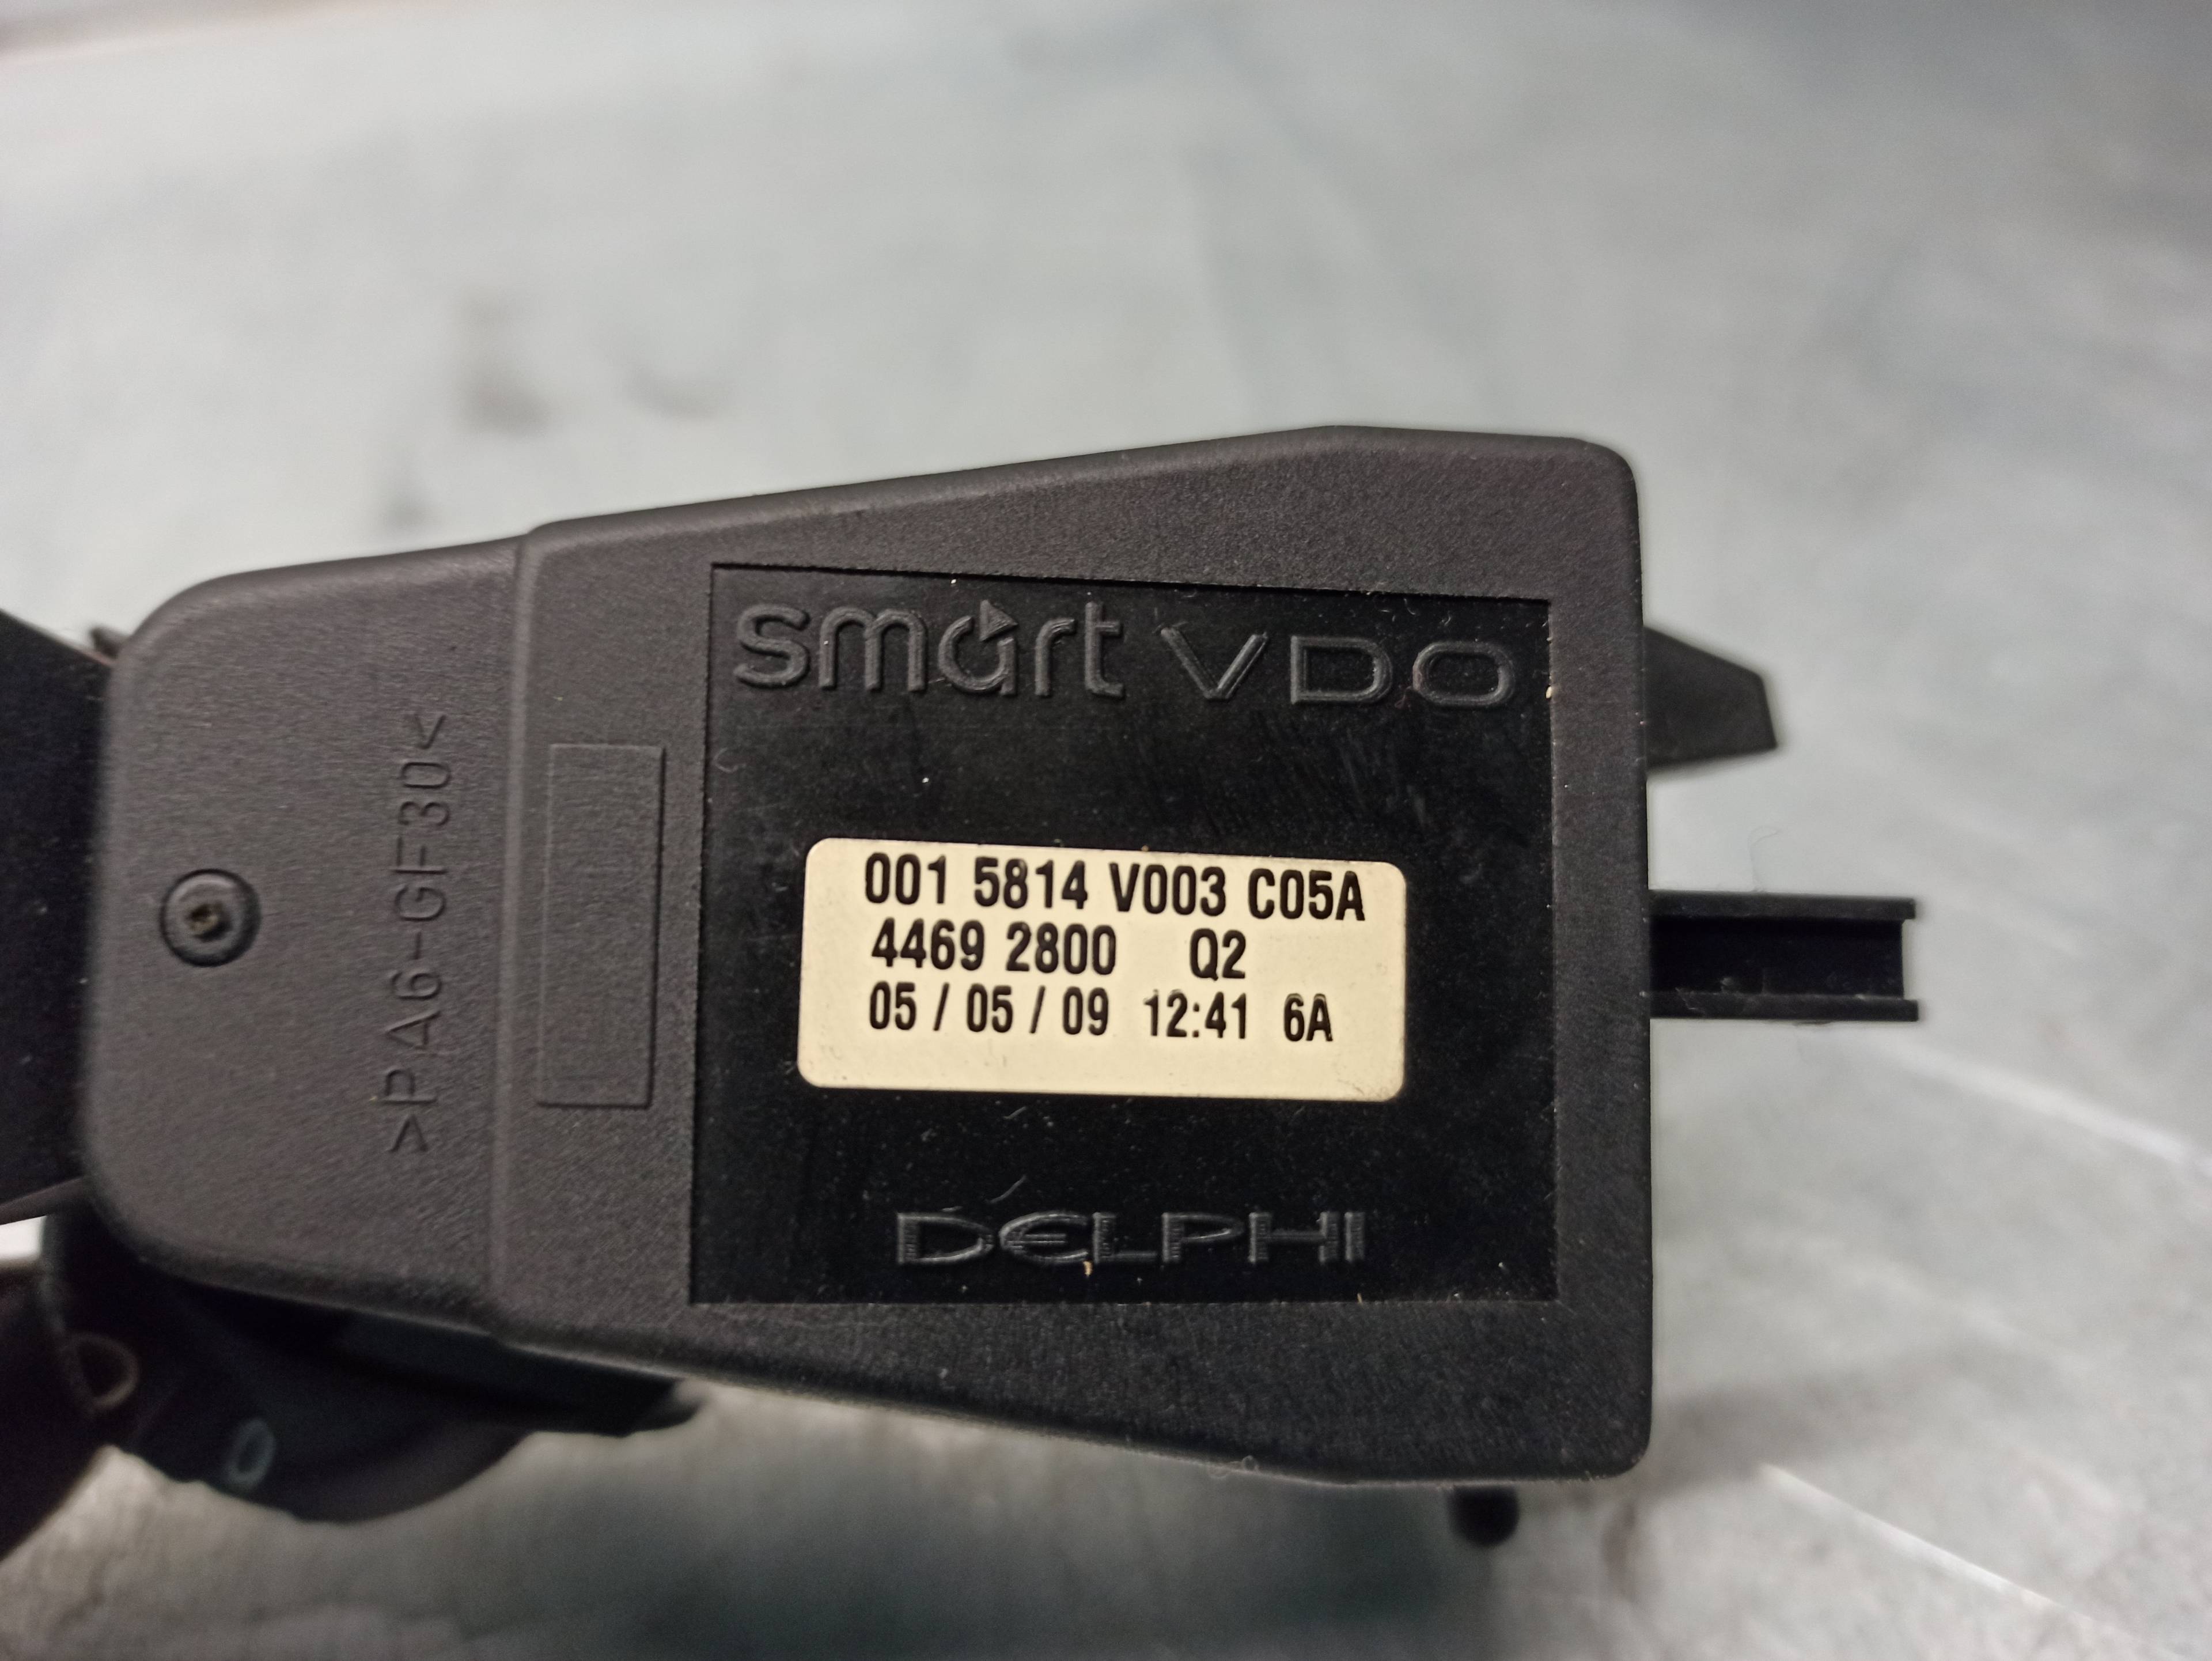 smart VDO
001 5814 V003 C05A
4469 2800 Q2
05 / 05 / 09 12:41 6A
DELPHI
>PA6-GF30<